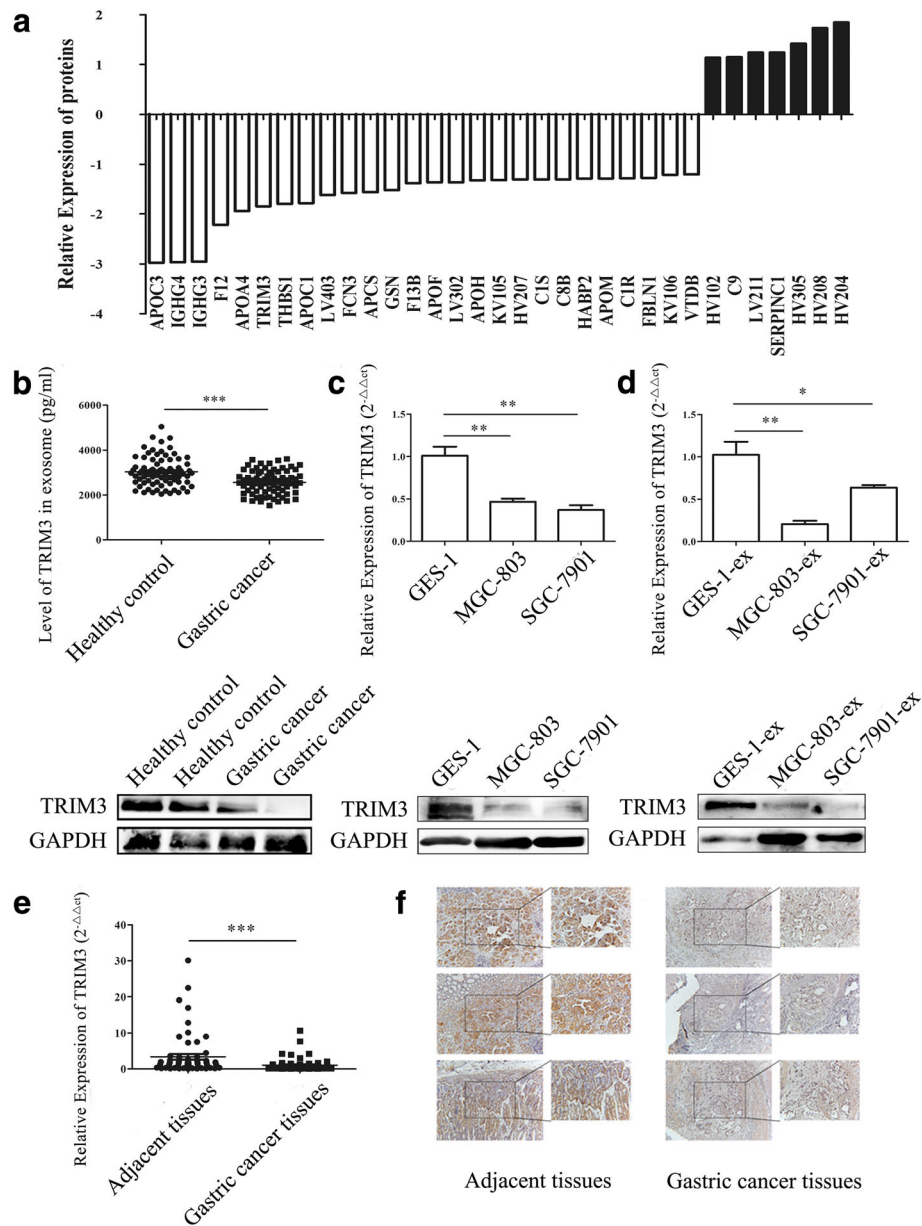 a
Relative Expression of proteins
2
1
0
-1
-2
-3
-4
APOC3
IGHG4
IGHG3
F12
APOA4
TRIM3
THBS1
APOC1
LV403
FCN3
APCS
GSN
F13B
APOF
LV302
APOH
KV105
HV207
C1S
C8B
HABP2
APOM
C1R
FBLN1
KV106
VTDB
HV102
C9
LV211
SERPINC1
HV305
HV208
HV204
b
Level of TRIM3 in exosome (pg/ml)
6000
4000
2000
0
***
Healthy control
Gastric cancer
c
Relative Expression of TRIM3 (2-△△ct)
1.5
1.0
0.5
0.0
**
**
GES-1
MGC-803
SGC-7901
d
Relative Expression of TRIM3 (2-△△ct)
1.5
1.0
0.5
0.0
*
**
GES-1-ex
MGC-803-ex
SGC-7901-ex
Healthy control
Healthy control
Gastric cancer
Gastric cancer
TRIM3
GAPDH
GES-1
MGC-803
SGC-7901
TRIM3
GAPDH
GES-1-ex
MGC-803-ex
SGC-7901-ex
TRIM3
GAPDH
e
Relative Expression of TRIM3 (2-△△ct)
40
30
20
10
0
***
Adjacent tissues
Gastric cancer tissues
f
Adjacent tissues
Gastric cancer tissues